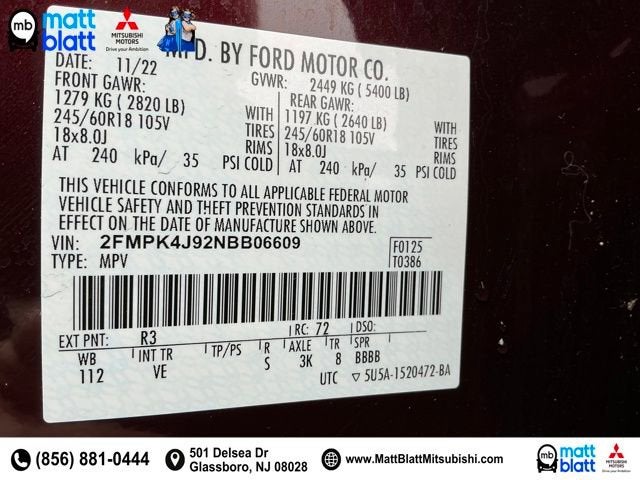 mb matt blatt MITSUBISHI MOTORS
MFD. BY FORD MOTOR CO.
DATE: 11/22 GVWR: 2449 KG ( 5400 LB)
FRONT GAWR: REAR GAWR:
1279 KG ( 2820 LB) WITH 1197 KG ( 2640 LB) WITH
245/60R18 105V TIRES 245/60R18 105V TIRES
18x8.0J RIMS 18x8.0J RIMS
AT 240 kPa/ 35 PSI COLD AT 240 kPa/ 35 PSI COLD
THIS VEHICLE CONFORMS TO ALL APPLICABLE FEDERAL MOTOR
VEHICLE SAFETY AND THEFT PREVENTION STANDARDS IN
EFFECT ON THE DATE OF MANUFACTURE SHOWN ABOVE.
VIN: 2FMPK4J92NBB06609 F0125
TYPE: MPV T0386
EXT PNT: R3 RC: 72 DSO:
WB INT TR TP/PS R AXLE TR SPR
112 VE S 3K 8 BBBB
UTC ▽ 5U5A-1520472-BA
(856) 881-0444 501 Delsea Dr Glassboro, NJ 08028 www.MattBlattMitsubishi.com mb matt blatt MITSUBISHI MOTORS